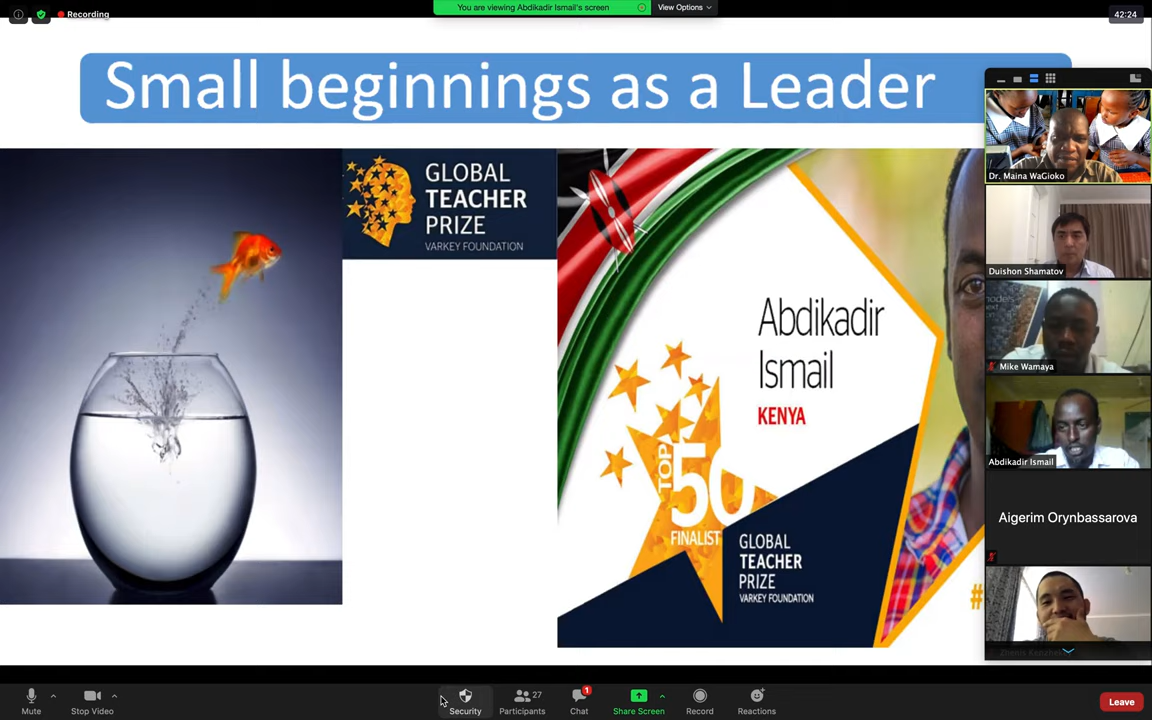 Recording
You are viewing Abdikadir Ismail's screen
View Options
42:24
Small beginnings as a Leader
GLOBAL
TEACHER
PRIZE
VARKEY FOUNDATION
Abdikadir
Ismail
KENYA
TOP
50
FINALIST
GLOBAL
TEACHER
PRIZE
VARKEY FOUNDATION
#
Dr. Maina WaGioko
Duishon Shamatov
Mike Wamaya
Abdikadir Ismail
Aigerim Orynbassarova
Mute
Stop Video
Security
Participants
27
Chat
1
Share Screen
Record
Reactions
Leave